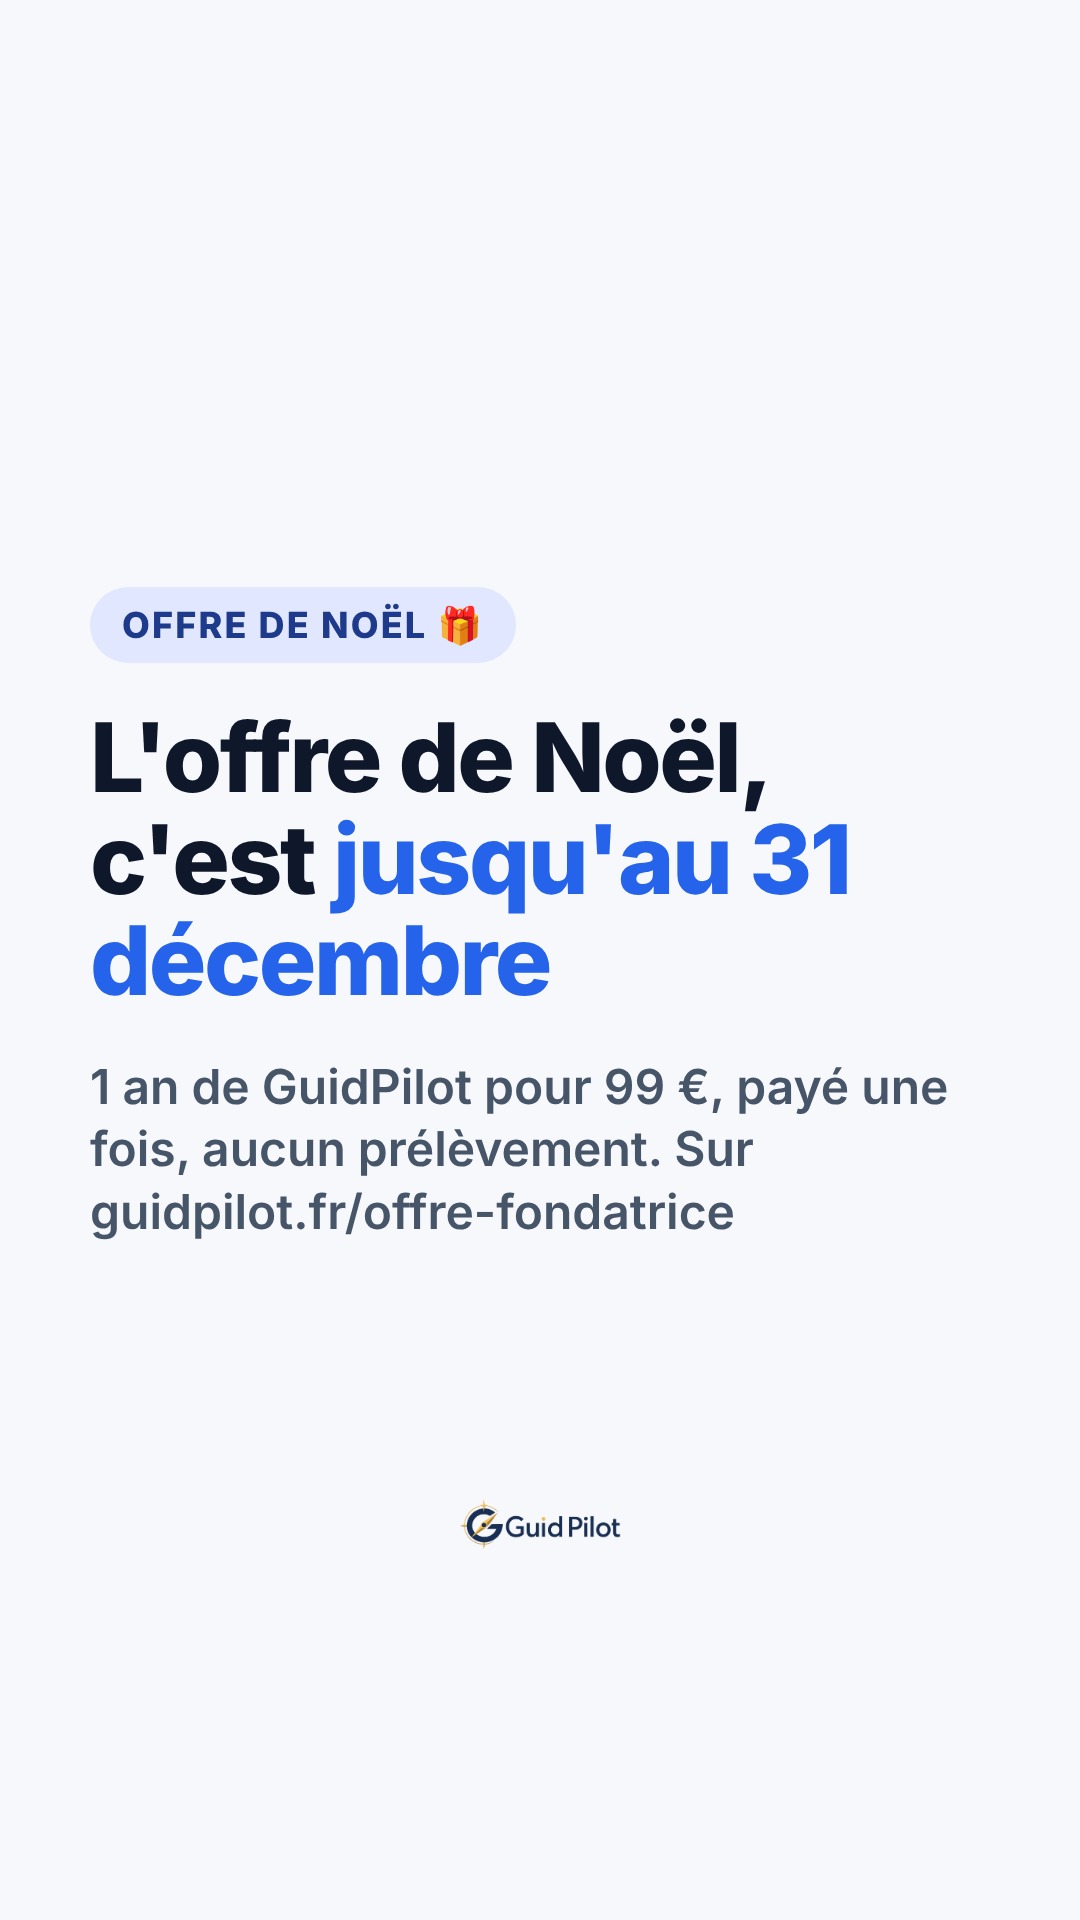 OFFRE DE NOËL 🎁
L'offre de Noël,
c'est jusqu'au 31
décembre
1 an de GuidPilot pour 99 €, payé une
fois, aucun prélèvement. Sur
guidpilot.fr/offre-fondatrice
Guid Pilot